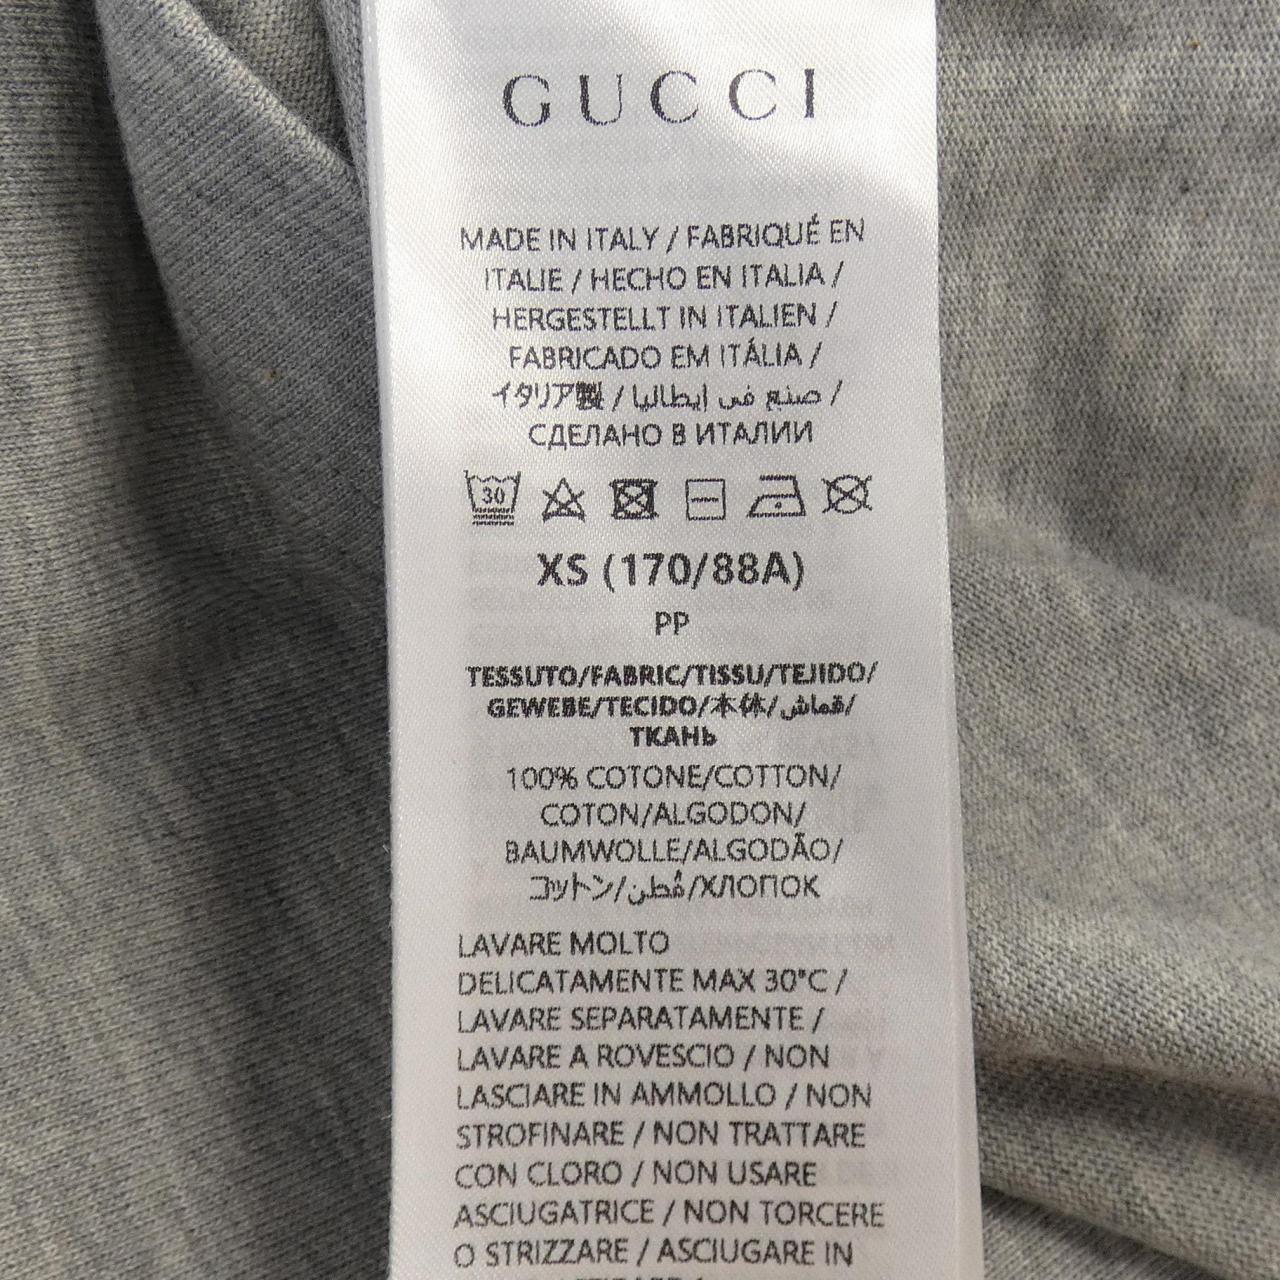 GUCCI
MADE IN ITALY / FABRIQUÉ EN
ITALIE / HECHO EN ITALIA /
HERGESTELLT IN ITALIEN /
FABRICADO EM ITÁLIA /
イタリア製 / صنع في إيطاليا /
СДЕЛАНО В ИТАЛИИ
30
XS (170/88A)
PP
TESSUTO/FABRIC/TISSU/TEJIDO/
GEWEBE/TECIDO/本体/قماش/
ТКАНЬ
100% COTONE/COTTON/
COTON/ALGODON/
BAUMWOLLE/ALGODÃO/
コットン/قُطن/ХЛОПОК
LAVARE MOLTO
DELICATAMENTE MAX 30°C /
LAVARE SEPARATAMENTE /
LAVARE A ROVESCIO / NON
LASCIARE IN AMMOLLO / NON
STROFINARE / NON TRATTARE
CON CLORO / NON USARE
ASCIUGATRICE / NON TORCERE
O STRIZZARE / ASCIUGARE IN